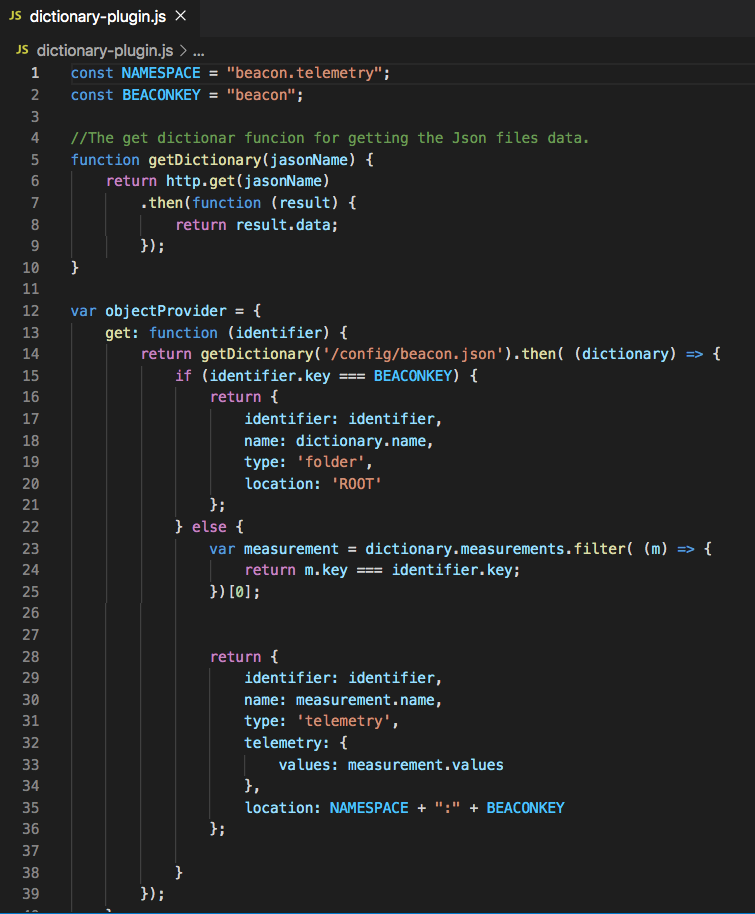 JS dictionary-plugin.js ×
JS dictionary-plugin.js > ...
1 const NAMESPACE = "beacon.telemetry";
2 const BEACONKEY = "beacon";
3
4 //The get dictionar funcion for getting the Json files data.
5 function getDictionary(jasonName) {
6     return http.get(jasonName)
7         .then(function (result) {
8             return result.data;
9         });
10 }
11
12 var objectProvider = {
13     get: function (identifier) {
14         return getDictionary('/config/beacon.json').then( (dictionary) => {
15             if (identifier.key === BEACONKEY) {
16                 return {
17                     identifier: identifier,
18                     name: dictionary.name,
19                     type: 'folder',
20                     location: 'ROOT'
21                 };
22             } else {
23                 var measurement = dictionary.measurements.filter( (m) => {
24                     return m.key === identifier.key;
25                 })[0];
26
27
28                 return {
29                     identifier: identifier,
30                     name: measurement.name,
31                     type: 'telemetry',
32                     telemetry: {
33                         values: measurement.values
34                     },
35                     location: NAMESPACE + ":" + BEACONKEY
36                 };
37
38             }
39         });